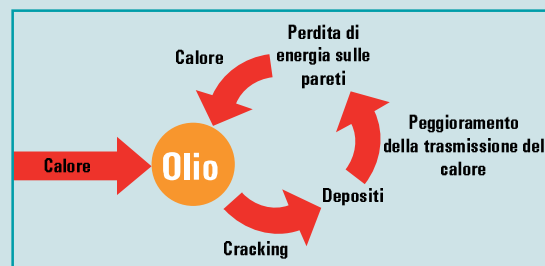 Perdita di
energia sulle
pareti
Calore
Peggioramento
della trasmissione del
calore
Calore
Olio
Depositi
Cracking